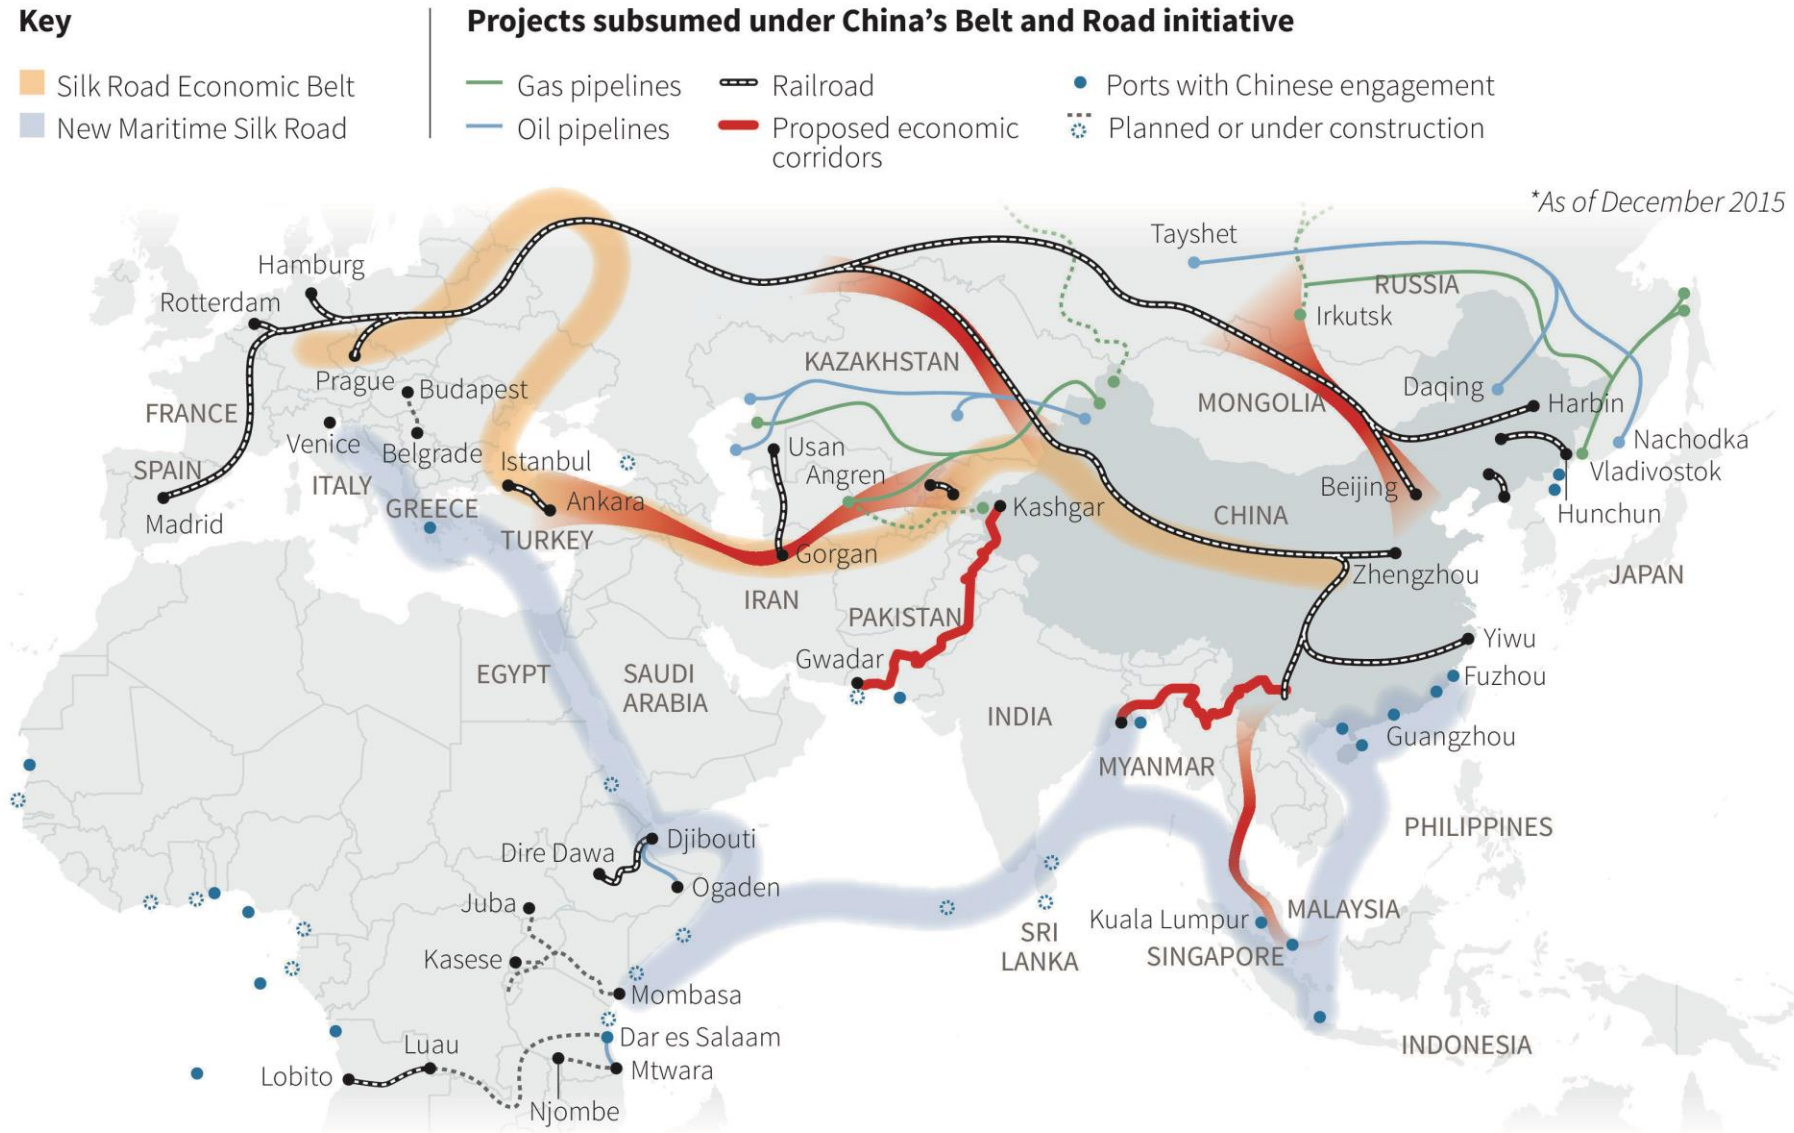 Key
Projects subsumed under China's Belt and Road initiative
Silk Road Economic Belt
New Maritime Silk Road
Gas pipelines
Oil pipelines
Railroad
Proposed economic
corridors
Ports with Chinese engagement
Planned or under construction
*As of December 2015
Tayshet
Hamburg
RUSSIA
Rotterdam
Irkutsk
KAZAKHSTAN
Prague
Budapest
Daqing
Harbin
FRANCE
MONGOLIA
Venice
Belgrade
Usan
Nachodka
Istanbul
SPAIN
Angren
Vladivostok
ITALY
Beijing
Ankara
GREECE
Kashgar
CHINA
Hunchun
Madrid
TURKEY
Gorgan
Zhengzhou
JAPAN
IRAN
PAKISTAN
Yiwu
Gwadar
EGYPT
SAUDI
ARABIA
Fuzhou
INDIA
Guangzhou
MYANMAR
PHILIPPINES
Djibouti
Dire Dawa
Ogaden
Juba
MALAYSIA
Kuala Lumpur
SRI
LANKA
SINGAPORE
Kasese
Mombasa
Dar es Salaam
Luau
INDONESIA
Lobito
Mtwara
Njombe